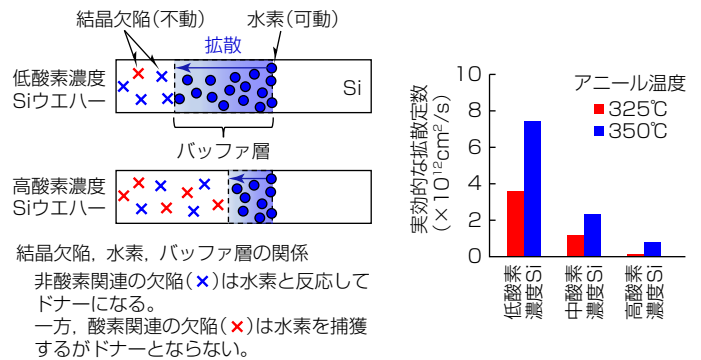 結晶欠陥(不動)
水素(可動)
拡散
低酸素濃度
Siウエハー
Si
バッファ層
高酸素濃度
Siウエハー
結晶欠陥, 水素, バッファ層の関係
非酸素関連の欠陥(×)は水素と反応して
ドナーになる。
一方, 酸素関連の欠陥(×)は水素を捕獲
するがドナーとならない。
実効的な拡散定数
(×10¹²cm²/s)
10
8
6
4
2
0
アニール温度
325℃
350℃
低酸素
濃度Si
中酸素
濃度Si
高酸素
濃度Si